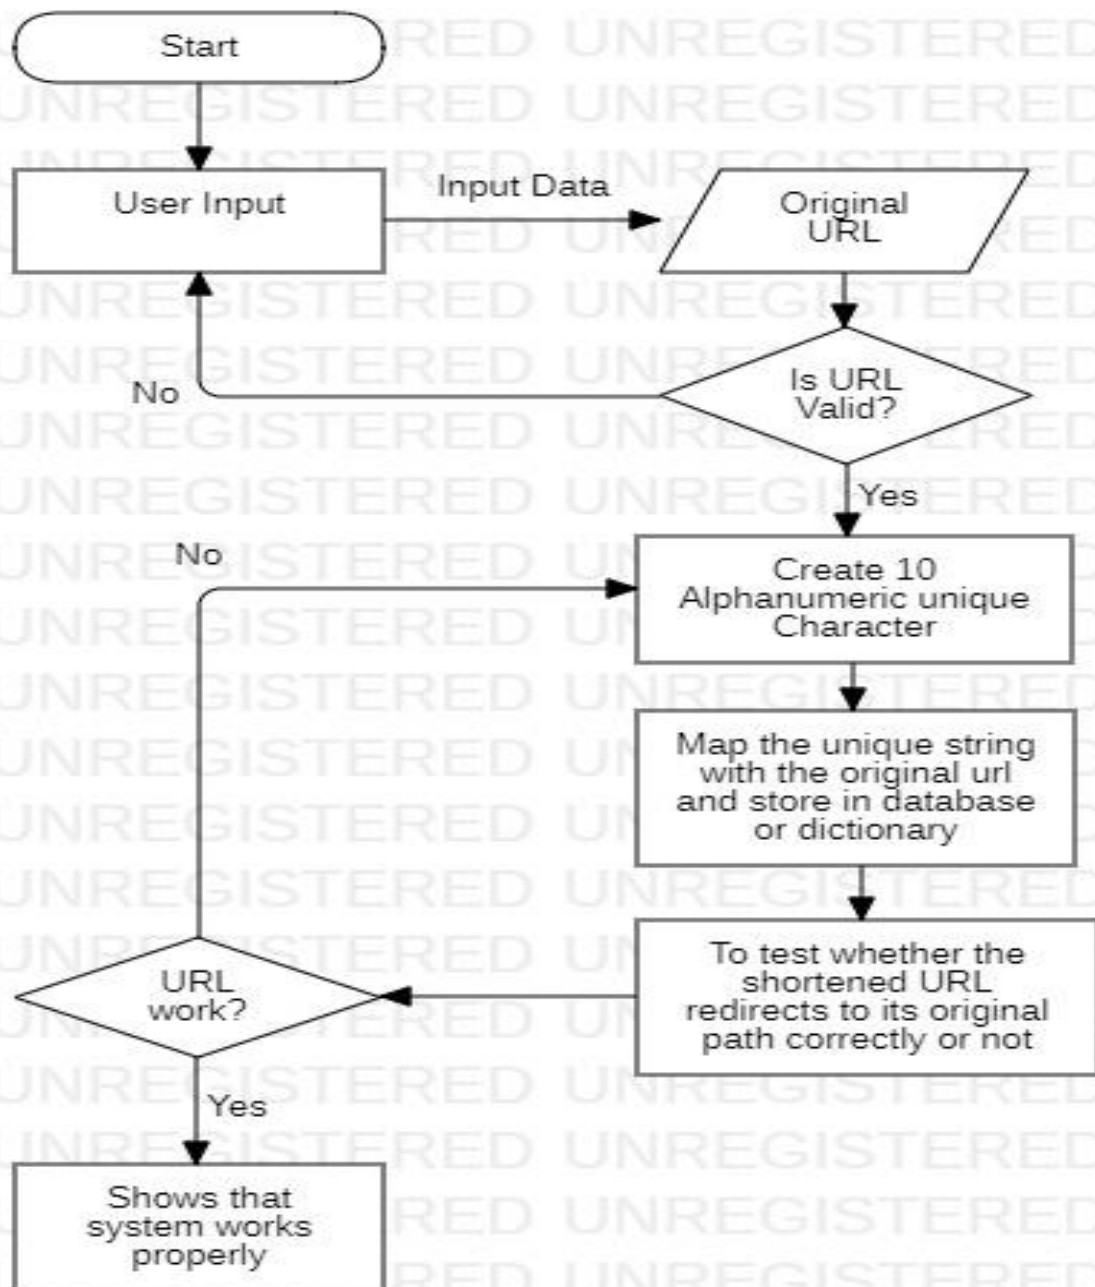 Start
User Input
Input Data
Original
URL
Is URL
Valid?
No
Yes
Create 10
Alphanumeric unique
Character
No
Map the unique string
with the original url
and store in database
or dictionary
To test whether the
shortened URL
redirects to its original
path correctly or not
URL
work?
Yes
Shows that
system works
properly
UNREGISTERED